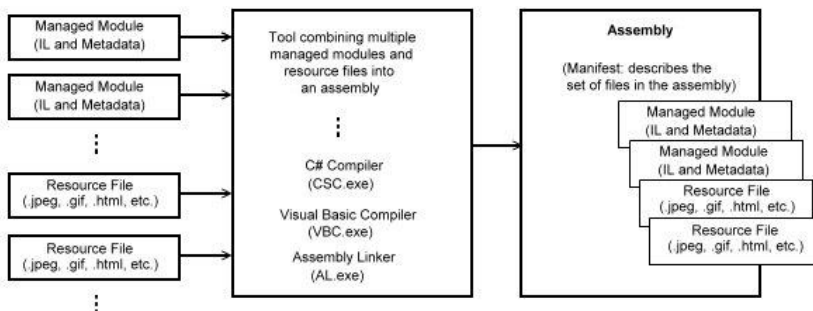 Managed Module
(IL and Metadata)
Managed Module
(IL and Metadata)
Resource File
(.jpeg, .gif, .html, etc.)
Resource File
(.jpeg, .gif, .html, etc.)
Tool combining multiple
managed modules and
resource files into
an assembly
C# Compiler
(CSC.exe)
Visual Basic Compiler
(VBC.exe)
Assembly Linker
(AL.exe)
Assembly
(Manifest: describes the
set of files in the assembly)
Managed Module
(IL and Metadata)
Managed Module
(IL and Metadata)
Resource File
(.jpeg, .gif, .html, etc.)
Resource File
(.jpeg, .gif, .html, etc.)